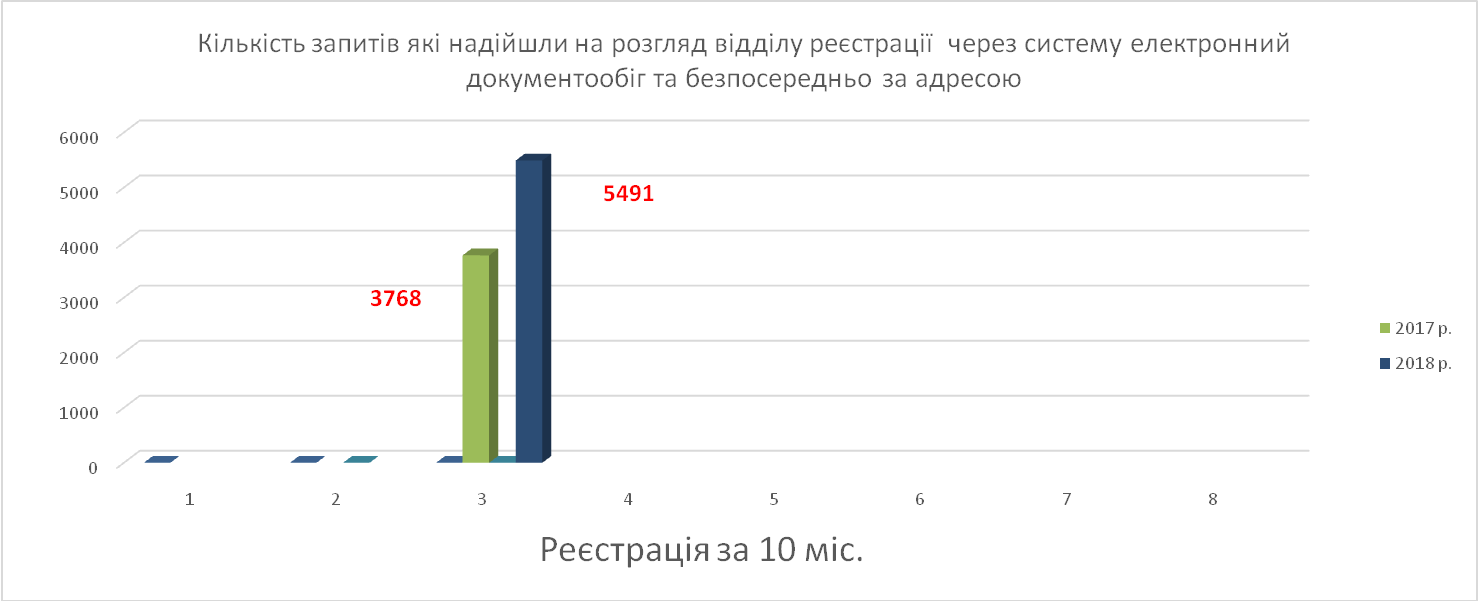 Кількість запитів які надійшли на розгляд відділу реєстрації через систему електронний
документообіг та безпосередньо за адресою
6000
5000
4000
3000
2000
1000
0
5491
3768
2017 р.
2018 р.
1 2 3 4 5 6 7 8
Реєстрація за 10 міс.